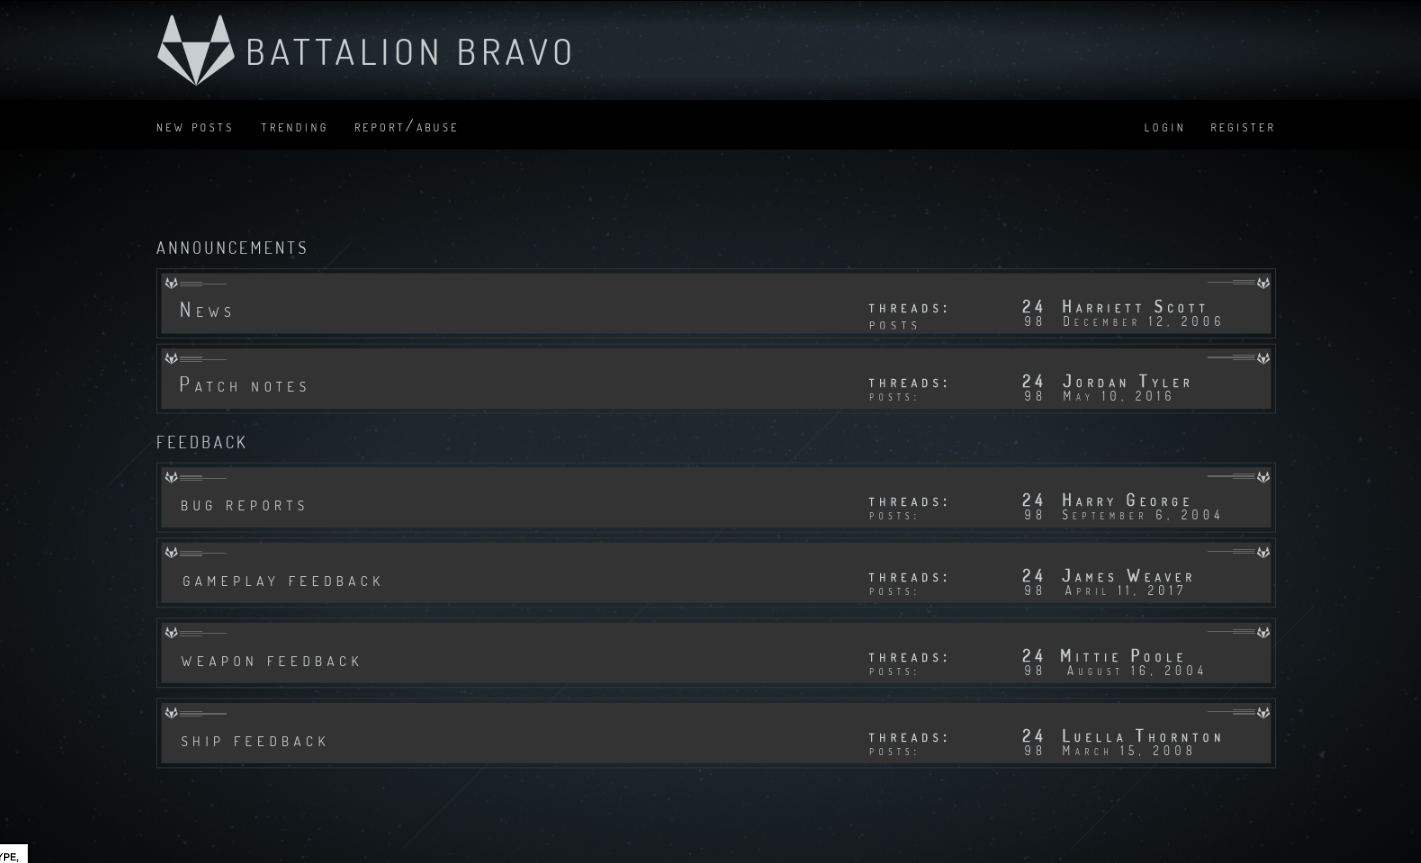 BATTALION BRAVO
NEW POSTS TRENDING REPORT/ABUSE LOGIN REGISTER
ANNOUNCEMENTS
News THREADS: 24 Harriett Scott
POSTS 98 December 12, 2006
Patch notes THREADS: 24 Jordan Tyler
POSTS: 98 May 10, 2016
FEEDBACK
BUG REPORTS THREADS: 24 Harry George
POSTS: 98 September 6, 2004
GAMEPLAY FEEDBACK THREADS: 24 James Weaver
POSTS: 98 April 11, 2017
WEAPON FEEDBACK THREADS: 24 Mittie Poole
POSTS: 98 August 16, 2004
SHIP FEEDBACK THREADS: 24 Luella Thornton
POSTS: 98 March 15, 2008
YPE,